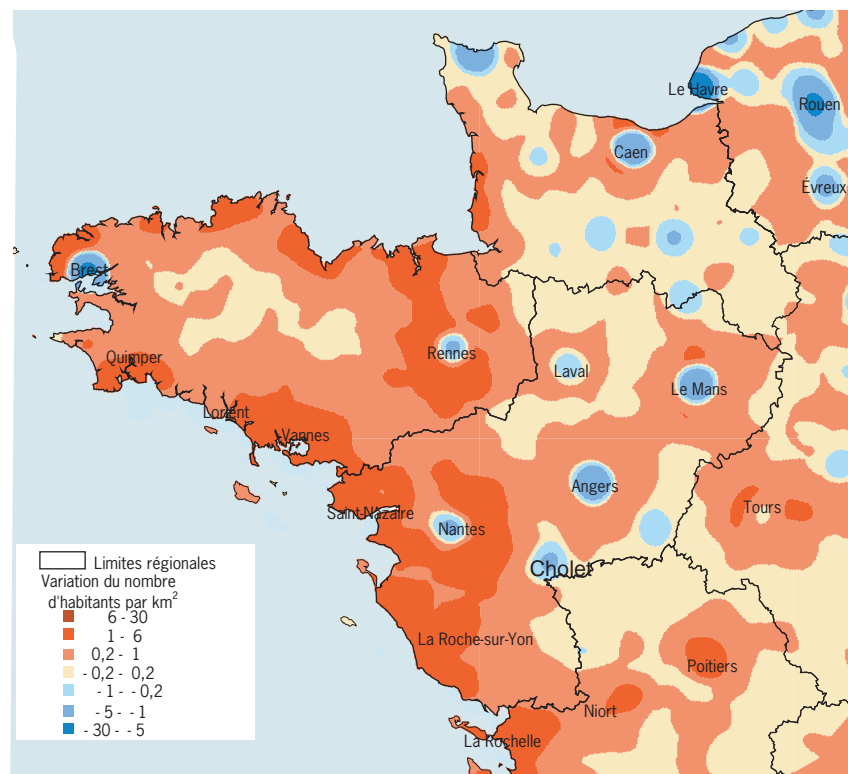 Le Havre
Rouen
Caen
Évreux
Brest
Rennes
Quimper
Laval
Le Mans
Lorient
Vannes
Angers
Saint-Nazaire
Nantes
Tours
Cholet
La Roche-sur-Yon
Poitiers
Niort
La Rochelle
Limites régionales
Variation du nombre
d'habitants par km²
6 - 30
1 - 6
0,2 - 1
- 0,2 - 0,2
- 1 - - 0,2
- 5 - - 1
- 30 - - 5